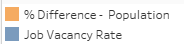 % Difference - Population
Job Vacancy Rate